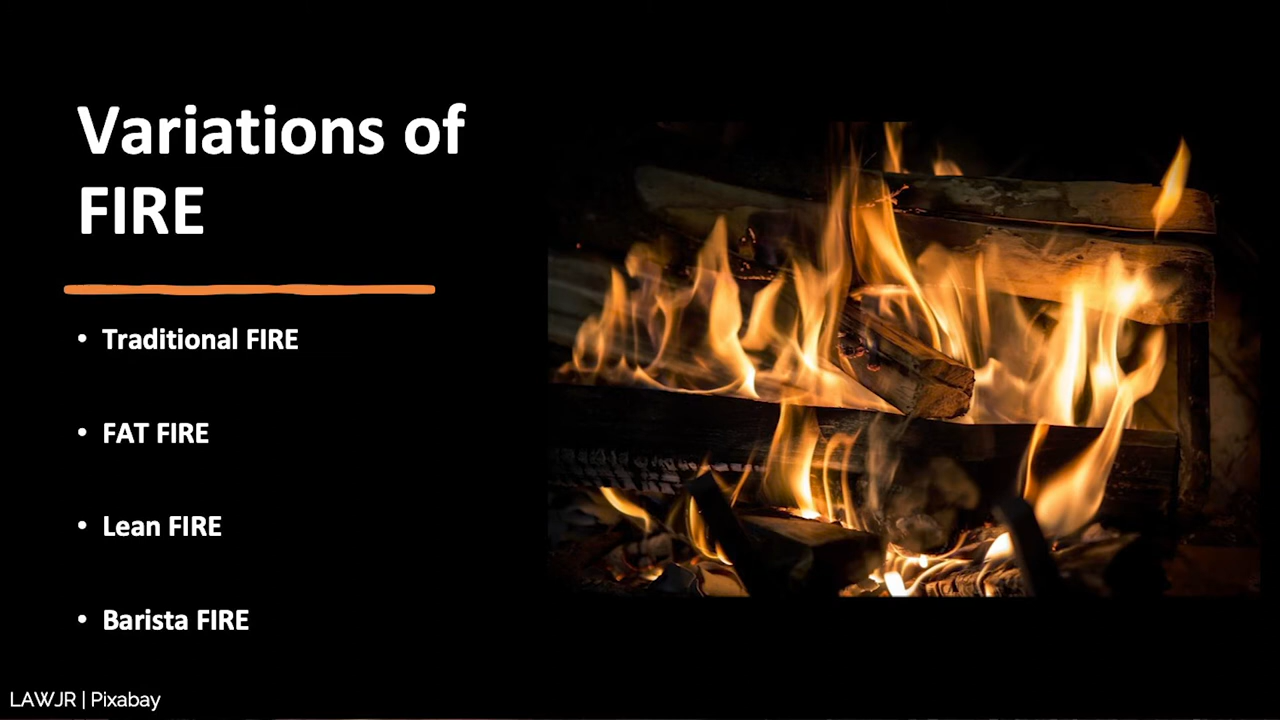 Variations of
FIRE
• Traditional FIRE
• FAT FIRE
• Lean FIRE
• Barista FIRE
LAWJR | Pixabay